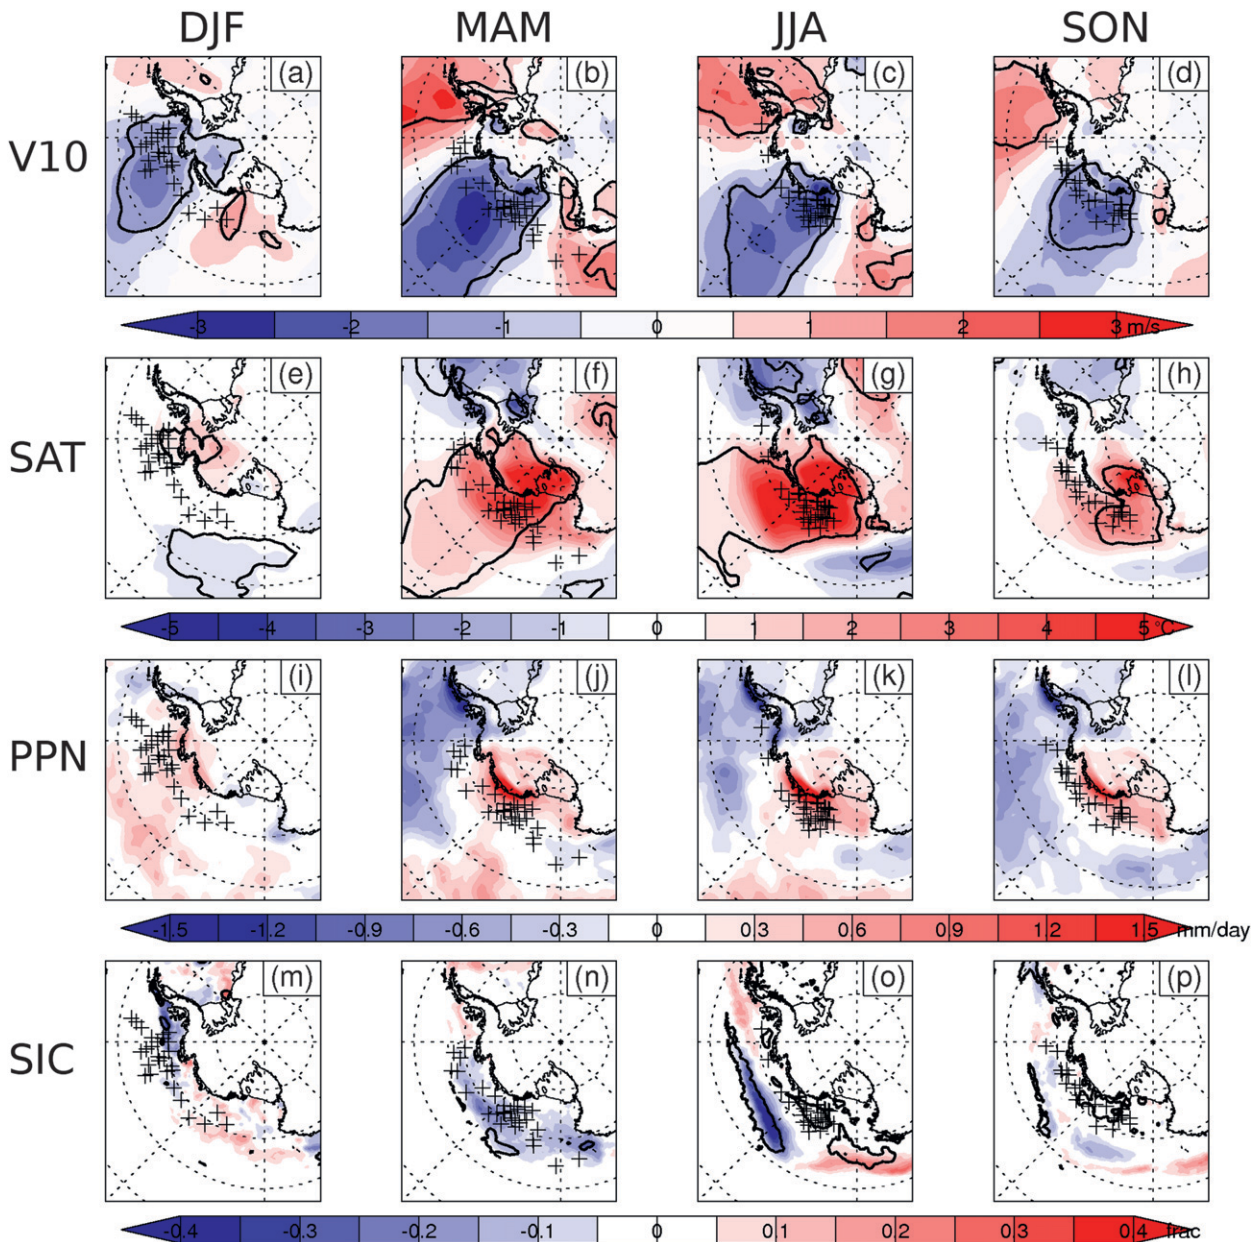 DJF MAM JJA SON
V10 (a) (b) (c) (d)
-3 -2 -1 0 1 2 3 m/s
SAT (e) (f) (g) (h)
-5 -4 -3 -2 -1 0 1 2 3 4 5 °C
PPN (i) (j) (k) (l)
-1.5 -1.2 -0.9 -0.6 -0.3 0 0.3 0.6 0.9 1.2 1.5 mm/day
SIC (m) (n) (o) (p)
-0.4 -0.3 -0.2 -0.1 0 0.1 0.2 0.3 0.4 frac